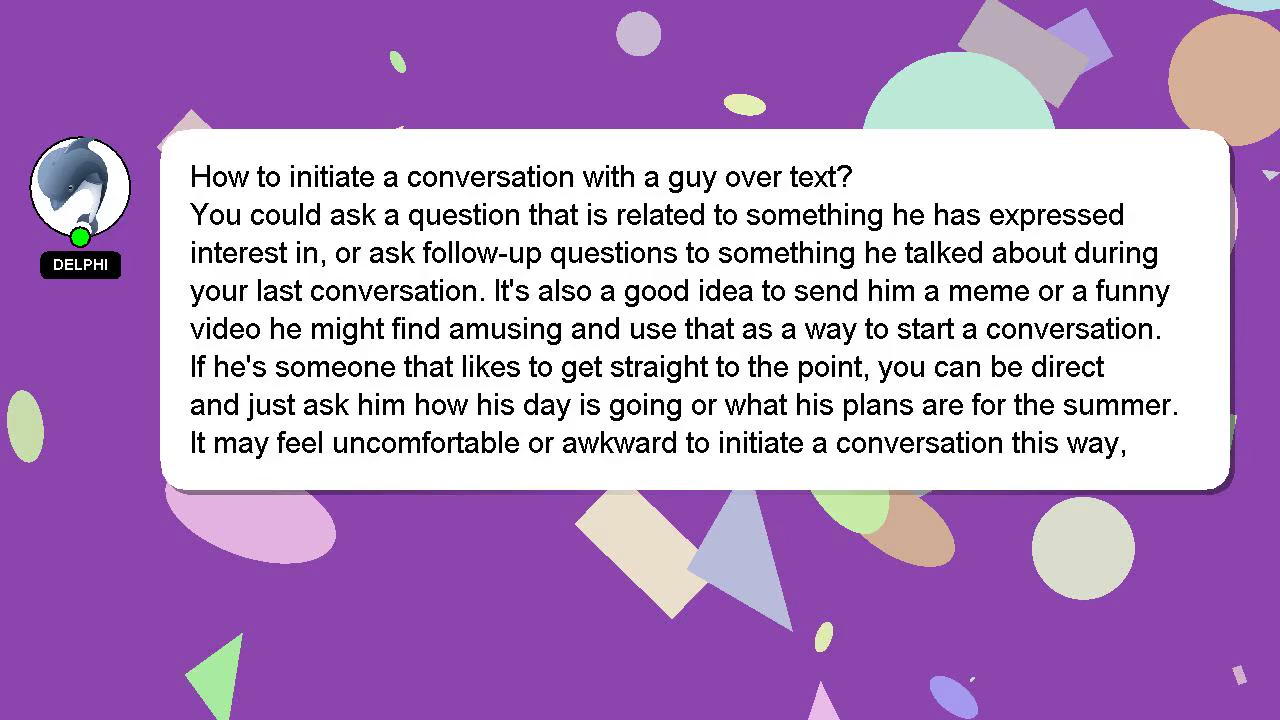 How to initiate a conversation with a guy over text?
You could ask a question that is related to something he has expressed
interest in, or ask follow-up questions to something he talked about during
your last conversation. It's also a good idea to send him a meme or a funny
video he might find amusing and use that as a way to start a conversation.
If he's someone that likes to get straight to the point, you can be direct
and just ask him how his day is going or what his plans are for the summer.
It may feel uncomfortable or awkward to initiate a conversation this way,
DELPHI